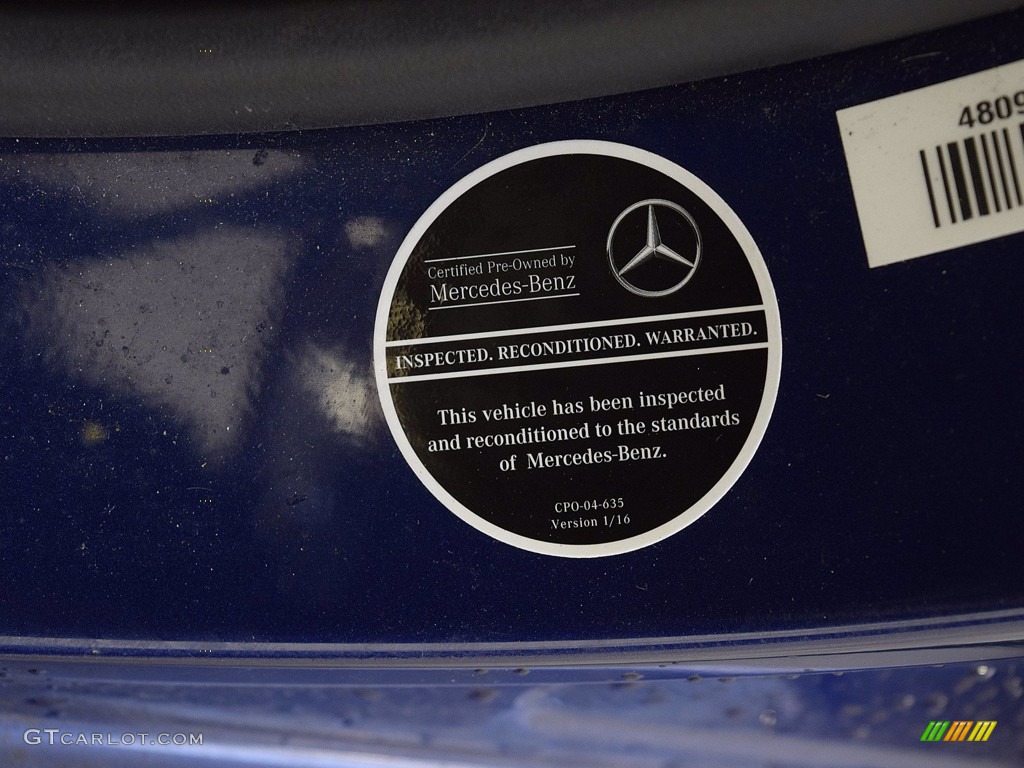 4809
Certified Pre-Owned by
Mercedes-Benz
INSPECTED. RECONDITIONED. WARRANTED.
This vehicle has been inspected
and reconditioned to the standards
of Mercedes-Benz.
CPO-04-635
Version 1/16
GTCARLOT.COM